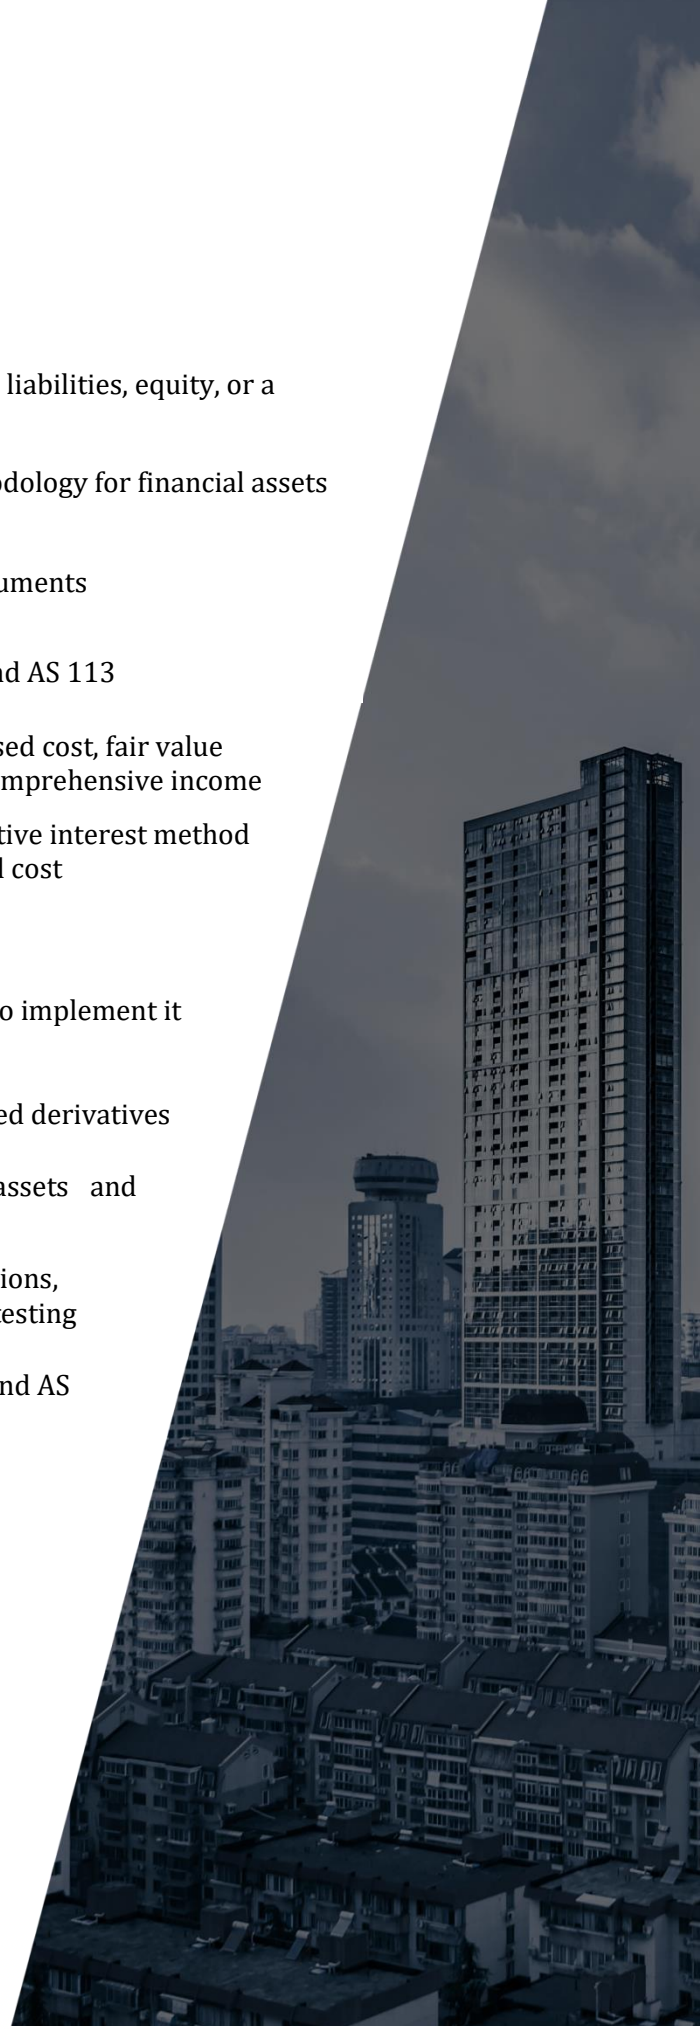 liabilities, equity, or a
odology for financial assets
uments
nd AS 113
sed cost, fair value
mprehensive income
tive interest method
l cost
o implement it
ed derivatives
assets and
ions,
testing
nd AS